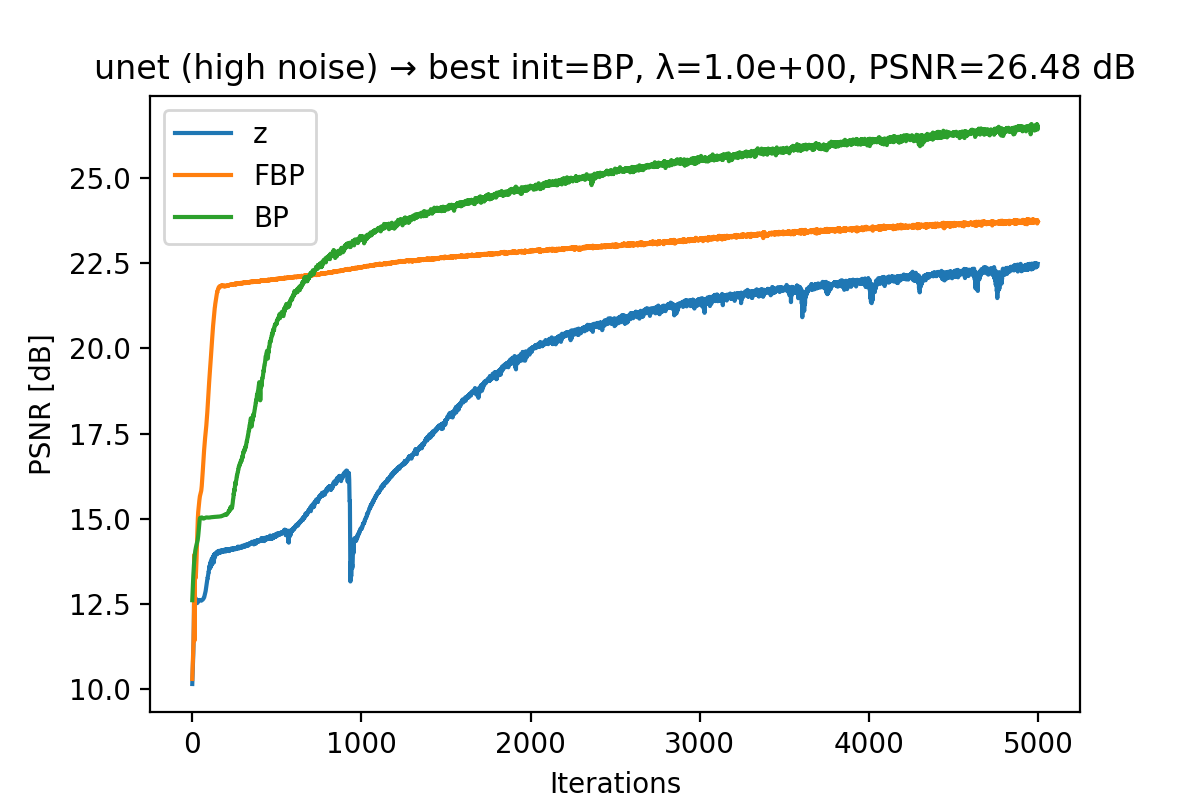 unet (high noise) → best init=BP, λ=1.0e+00, PSNR=26.48 dB
z
FBP
BP
PSNR [dB]
25.0
22.5
20.0
17.5
15.0
12.5
10.0
0 1000 2000 3000 4000 5000
Iterations